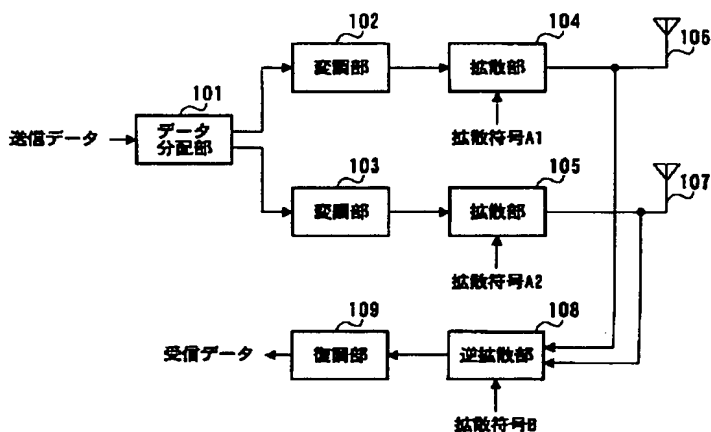 102
変調部
104
拡散部
106
101
送信データ
データ
分配部
拡散符号A1
103
変調部
105
拡散部
107
拡散符号A2
109
復調部
108
逆拡散部
受信データ
拡散符号B